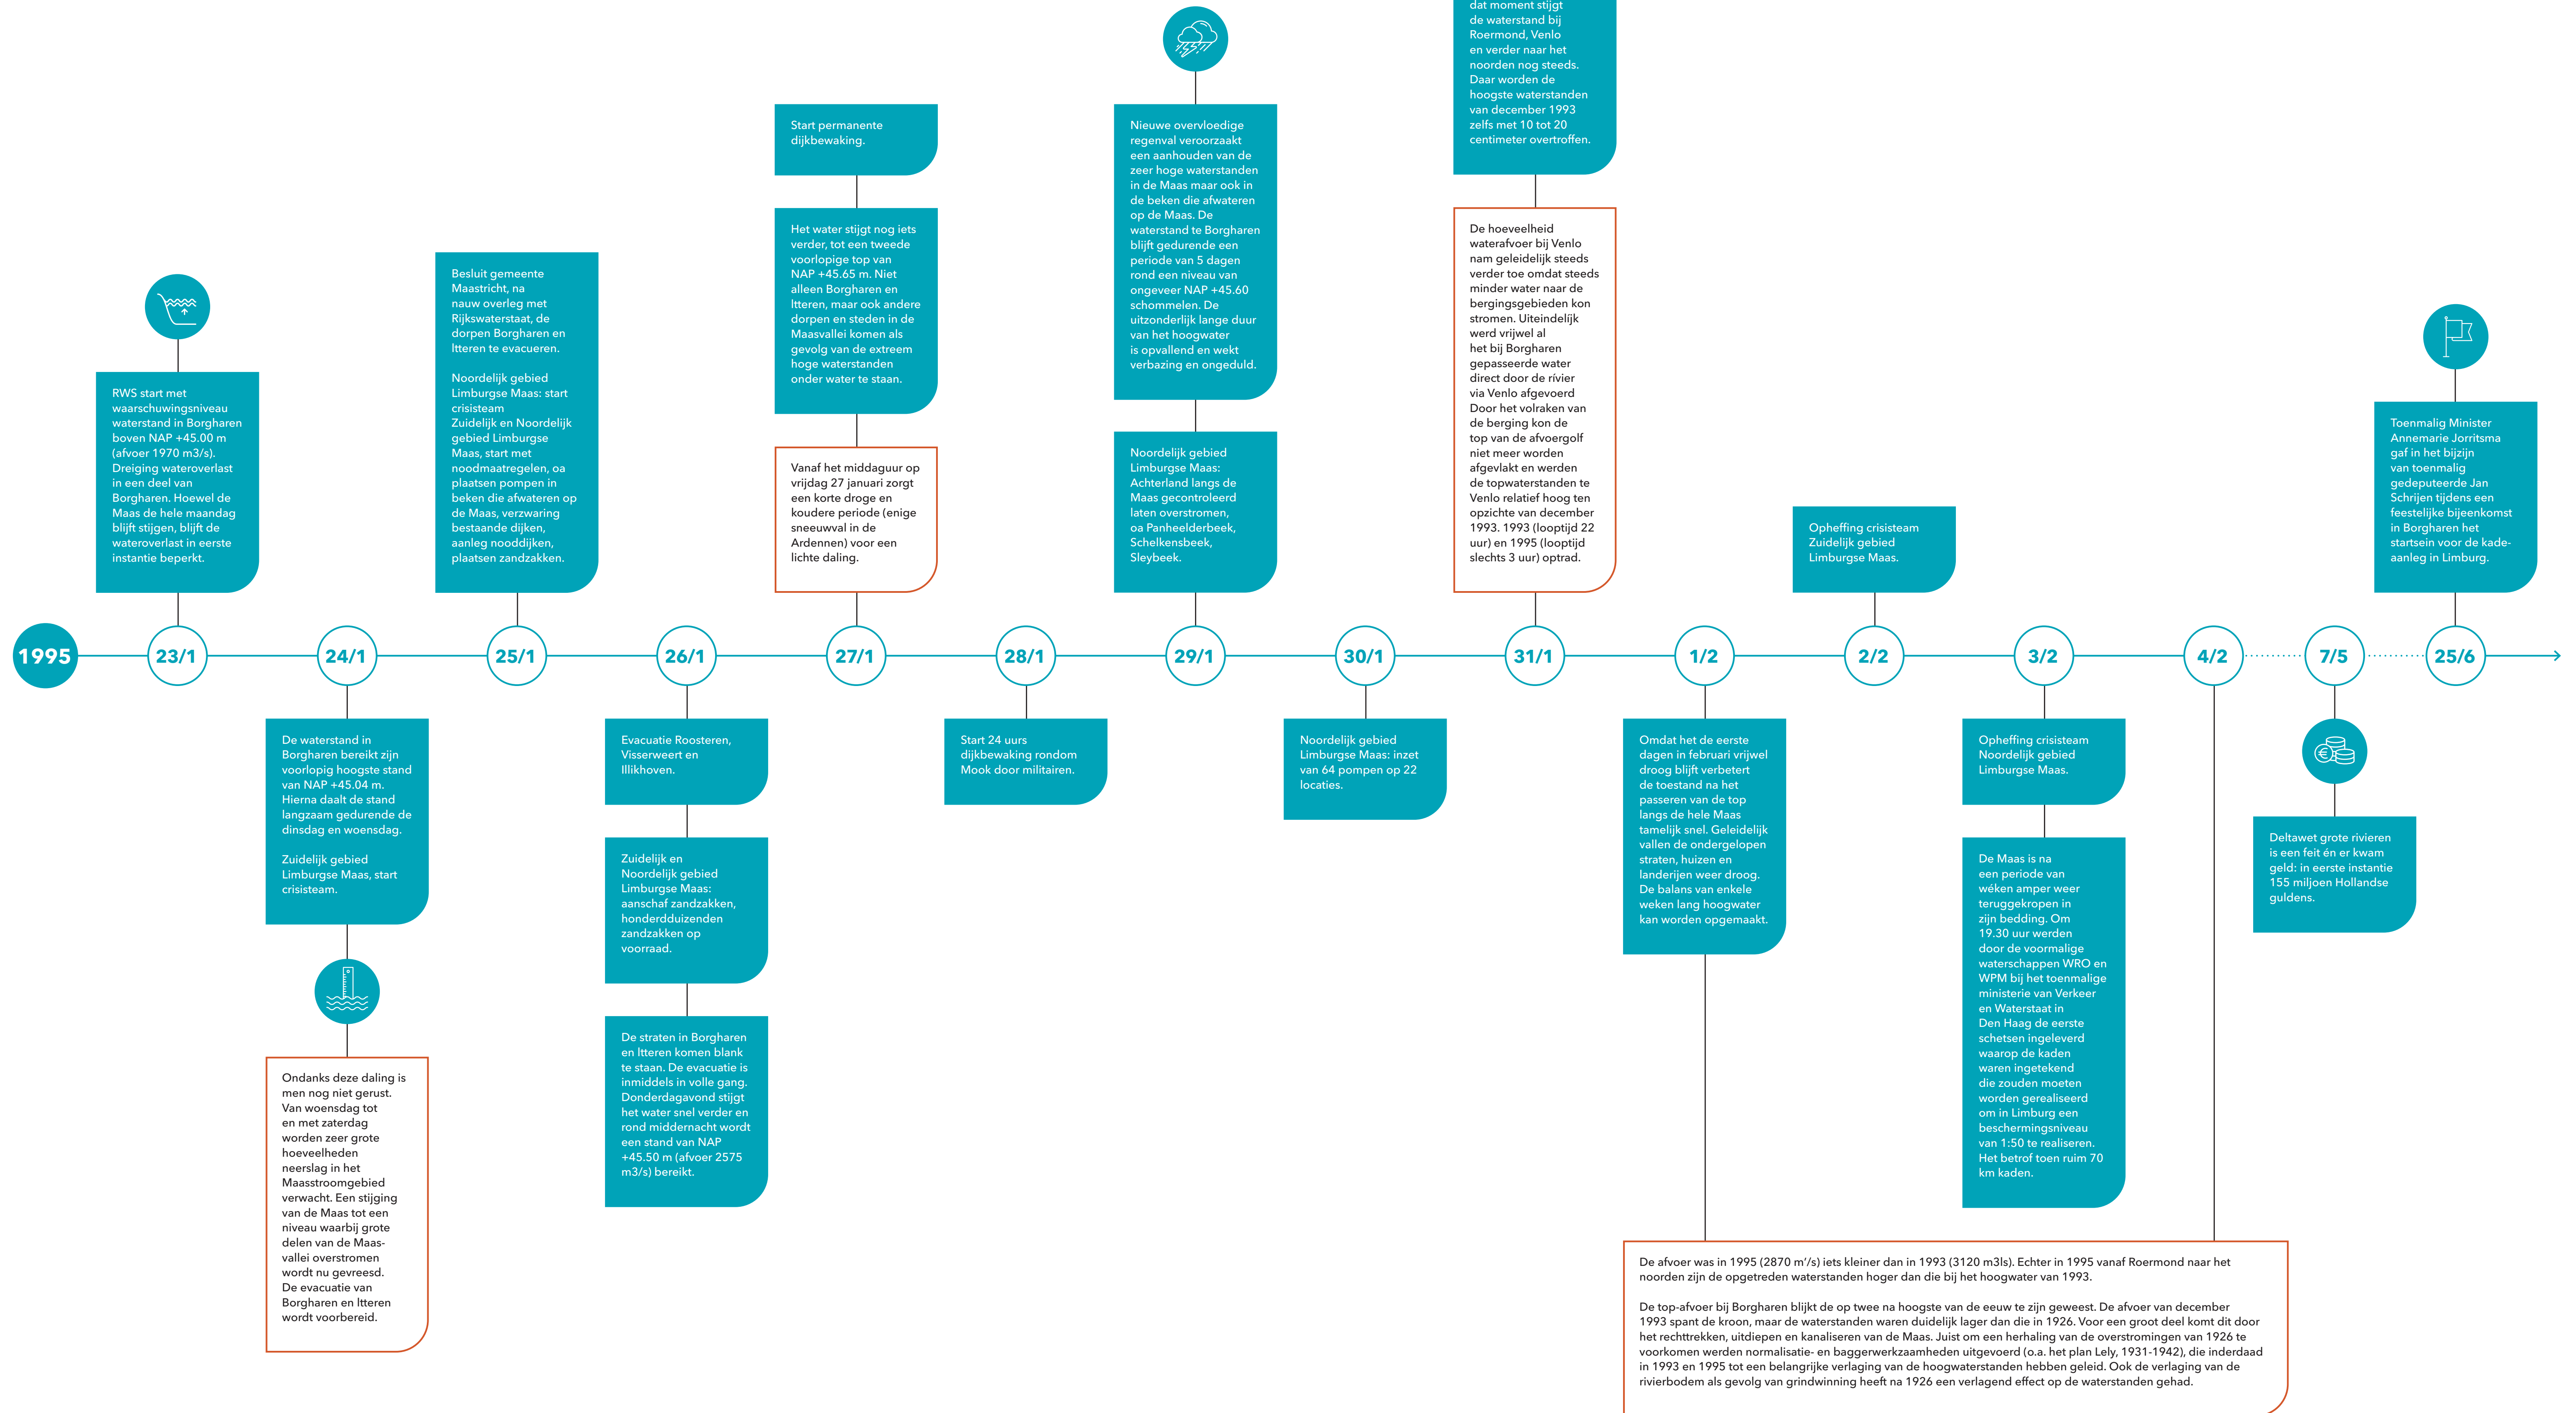 1995
23/1
RWS start met
waarschuwingsniveau
waterstand in Borgharen
boven NAP +45.00 m
(afvoer 1970 m3/s).
Dreiging wateroverlast
in een deel van
Borgharen. Hoewel de
Maas de hele maandag
blijft stijgen, blijft de
wateroverlast in eerste
instantie beperkt.
24/1
De waterstand in
Borgharen bereikt zijn
voorlopig hoogste stand
van NAP +45.04 m.
Hierna daalt de stand
langzaam gedurende de
dinsdag en woensdag.
Zuidelijk gebied
Limburgse Maas, start
crisisteam.
Ondanks deze daling is
men nog niet gerust.
Van woensdag tot
en met zaterdag
worden zeer grote
hoeveelheden
neerslag in het
Maasstroomgebied
verwacht. Een stijging
van de Maas tot een
niveau waarbij grote
delen van de Maas-
vallei overstromen
wordt nu gevreesd.
De evacuatie van
Borgharen en Itteren
wordt voorbereid.
25/1
Besluit gemeente
Maastricht, na
nauw overleg met
Rijkswaterstaat, de
dorpen Borgharen en
Itteren te evacueren.
Noordelijk gebied
Limburgse Maas: start
crisisteam
Zuidelijk en Noordelijk
gebied Limburgse
Maas, start met
noodmaatregelen, oa
plaatsen pompen in
beken die afwateren op
de Maas, verzwaring
bestaande dijken,
aanleg nooddijken,
plaatsen zandzakken.
26/1
Evacuatie Roosteren,
Visserweert en
Illikhoven.
Zuidelijk en
Noordelijk gebied
Limburgse Maas:
aanschaf zandzakken,
honderdduizenden
zandzakken op
voorraad.
De straten in Borgharen
en Itteren komen blank
te staan. De evacuatie is
inmiddels in volle gang.
Donderdagavond stijgt
het water snel verder en
rond middernacht wordt
een stand van NAP
+45.50 m (afvoer 2575
m3/s) bereikt.
27/1
Start permanente
dijkbewaking.
Het water stijgt nog iets
verder, tot een tweede
voorlopige top van
NAP +45.65 m. Niet
alleen Borgharen en
Itteren, maar ook andere
dorpen en steden in de
Maasvallei komen als
gevolg van de extreem
hoge waterstanden
onder water te staan.
Vanaf het middaguur op
vrijdag 27 januari zorgt
een korte droge en
koudere periode (enige
sneeuwval in de
Ardennen) voor een
lichte daling.
28/1
Start 24 uurs
dijkbewaking rondom
Mook door militairen.
29/1
Nieuwe overvloedige
regenval veroorzaakt
een aanhouden van de
zeer hoge waterstanden
in de Maas maar ook in
de beken die afwateren
op de Maas. De
waterstand te Borgharen
blijft gedurende een
periode van 5 dagen
rond een niveau van
ongeveer NAP +45.60
schommelen. De
uitzonderlijk lange duur
van het hoogwater
is opvallend en wekt
verbazing en ongeduld.
Noordelijk gebied
Limburgse Maas:
Achterland langs de
Maas gecontroleerd
laten overstromen,
oa Panheelderbeek,
Schelkensbeek,
Sleybeek.
30/1
Noordelijk gebied
Limburgse Maas: inzet
van 64 pompen op 22
locaties.
31/1
dat moment stijgt
de waterstand bij
Roermond, Venlo
en verder naar het
noorden nog steeds.
Daar worden de
hoogste waterstanden
van december 1993
zelfs met 10 tot 20
centimeter overtroffen.
De hoeveelheid
waterafvoer bij Venlo
nam geleidelijk steeds
verder toe omdat steeds
minder water naar de
bergingsgebieden kon
stromen. Uiteindelíjk
werd vrijwel al
het bij Borgharen
gepasseerde water
direct door de rívier
via Venlo afgevoerd
Door het volraken van
de berging kon de
top van de afvoergolf
niet meer worden
afgevlakt en werden
de topwaterstanden te
Venlo relatief hoog ten
opzichte van december
1993. 1993 (looptijd 22
uur) en 1995 (looptijd
slechts 3 uur) optrad.
1/2
Omdat het de eerste
dagen in februari vrijwel
droog blijft verbetert
de toestand na het
passeren van de top
langs de hele Maas
tamelijk snel. Geleidelijk
vallen de ondergelopen
straten, huizen en
landerijen weer droog.
De balans van enkele
weken lang hoogwater
kan worden opgemaakt.
2/2
Opheffing crisisteam
Zuidelijk gebied
Limburgse Maas.
3/2
Opheffing crisisteam
Noordelijk gebied
Limburgse Maas.
De Maas is na
een periode van
wéken amper weer
teruggekropen in
zijn bedding. Om
19.30 uur werden
door de voormalige
waterschappen WRO en
WPM bij het toenmalige
ministerie van Verkeer
en Waterstaat in
Den Haag de eerste
schetsen ingeleverd
waarop de kaden
waren ingetekend
die zouden moeten
worden gerealiseerd
om in Limburg een
beschermingsniveau
van 1:50 te realiseren.
Het betrof toen ruim 70
km kaden.
4/2
De afvoer was in 1995 (2870 m'/s) iets kleiner dan in 1993 (3120 m3ls). Echter in 1995 vanaf Roermond naar het
noorden zijn de opgetreden waterstanden hoger dan die bij het hoogwater van 1993.
De top-afvoer bij Borgharen blijkt de op twee na hoogste van de eeuw te zijn geweest. De afvoer van december
1993 spant de kroon, maar de waterstanden waren duidelijk lager dan die in 1926. Voor een groot deel komt dit door
het rechttrekken, uitdiepen en kanaliseren van de Maas. Juist om een herhaling van de overstromingen van 1926 te
voorkomen werden normalisatie- en baggerwerkzaamheden uitgevoerd (o.a. het plan Lely, 1931-1942), die inderdaad
in 1993 en 1995 tot een belangrijke verlaging van de hoogwaterstanden hebben geleid. Ook de verlaging van de
rivierbodem als gevolg van grindwinning heeft na 1926 een verlagend effect op de waterstanden gehad.
7/5
Deltawet grote rivieren
is een feit én er kwam
geld: in eerste instantie
155 miljoen Hollandse
guldens.
25/6
Toenmalig Minister
Annemarie Jorritsma
gaf in het bijzijn
van toenmalig
gedeputeerde Jan
Schrijen tijdens een
feestelijke bijeenkomst
in Borgharen het
startsein voor de kade-
aanleg in Limburg.